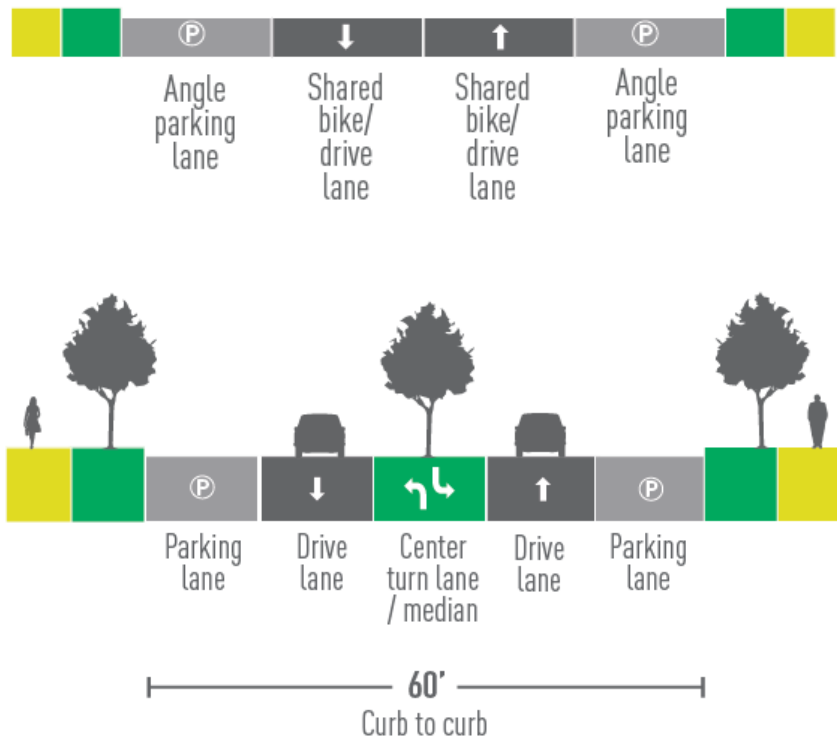 P
P
Angle
parking
lane
Shared
bike/
drive
lane
Shared
bike/
drive
lane
Angle
parking
lane
P
P
Parking
lane
Drive
lane
Center
turn lane
/ median
Drive
lane
Parking
lane
60'
Curb to curb